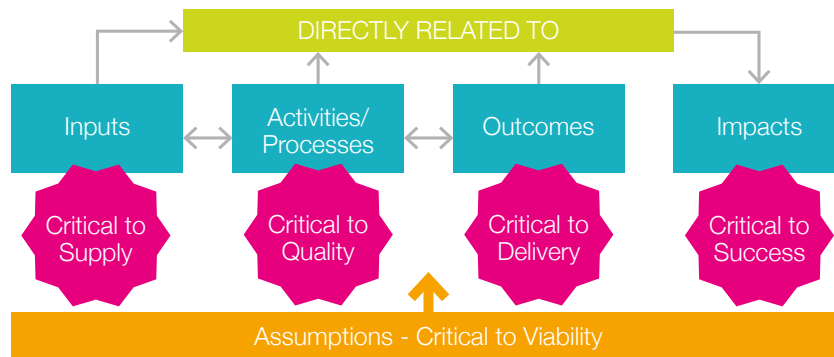 DIRECTLY RELATED TO
Inputs
Activities/
Processes
Outcomes
Impacts
Critical to
Supply
Critical to
Quality
Critical to
Delivery
Critical to
Success
Assumptions - Critical to Viability